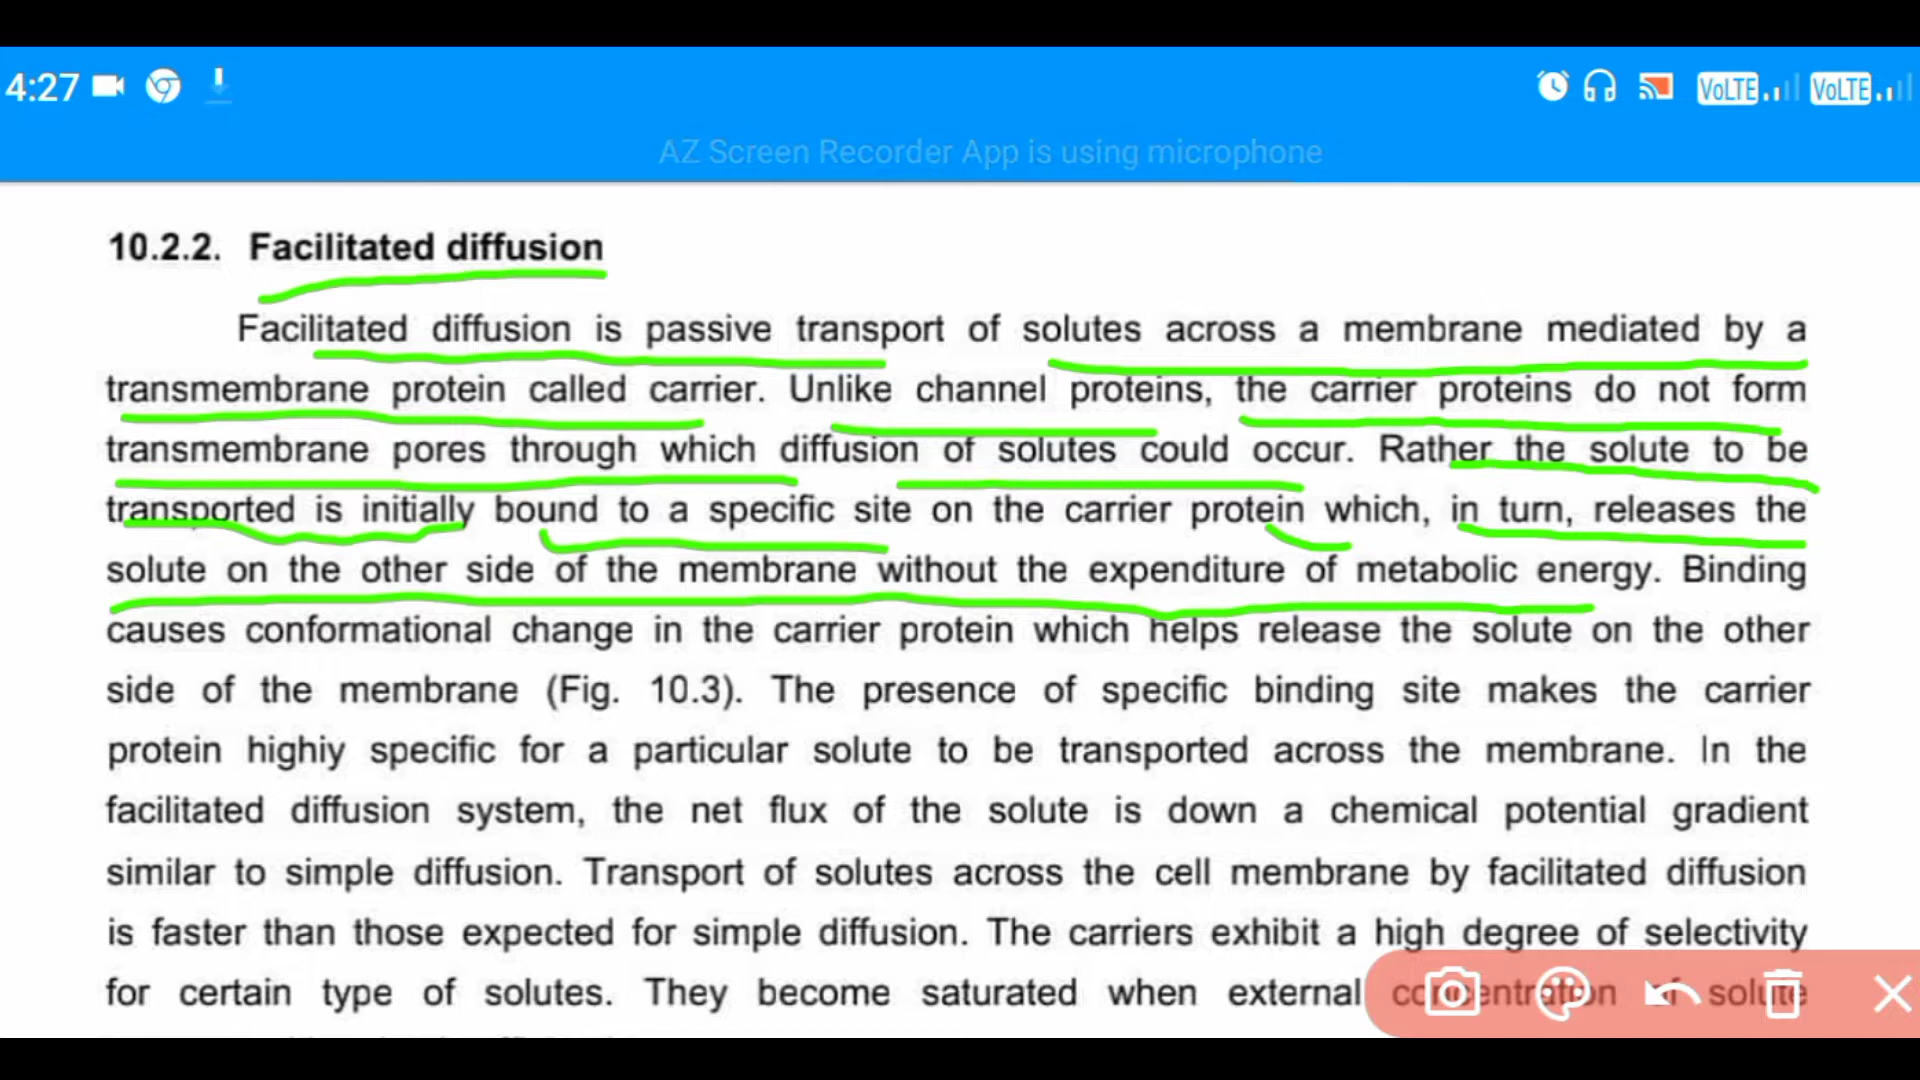 4:27 VoLTE VoLTE
AZ Screen Recorder App is using microphone
10.2.2. Facilitated diffusion
Facilitated diffusion is passive transport of solutes across a membrane mediated by a
transmembrane protein called carrier. Unlike channel proteins, the carrier proteins do not form
transmembrane pores through which diffusion of solutes could occur. Rather the solute to be
transported is initially bound to a specific site on the carrier protein which, in turn, releases the
solute on the other side of the membrane without the expenditure of metabolic energy. Binding
causes conformational change in the carrier protein which helps release the solute on the other
side of the membrane (Fig. 10.3). The presence of specific binding site makes the carrier
protein highiy specific for a particular solute to be transported across the membrane. In the
facilitated diffusion system, the net flux of the solute is down a chemical potential gradient
similar to simple diffusion. Transport of solutes across the cell membrane by facilitated diffusion
is faster than those expected for simple diffusion. The carriers exhibit a high degree of selectivity
for certain type of solutes. They become saturated when external concentration of solute